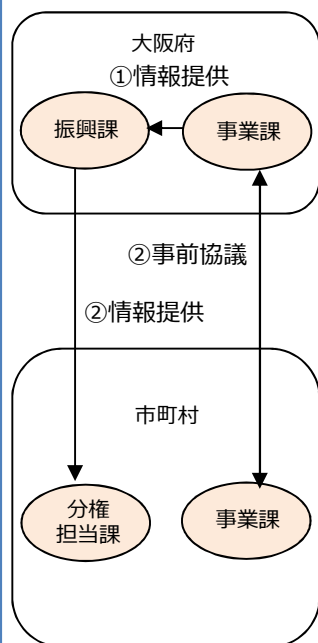 大阪府
①情報提供
振興課
事業課
②事前協議
②情報提供
市町村
分権
担当課
事業課